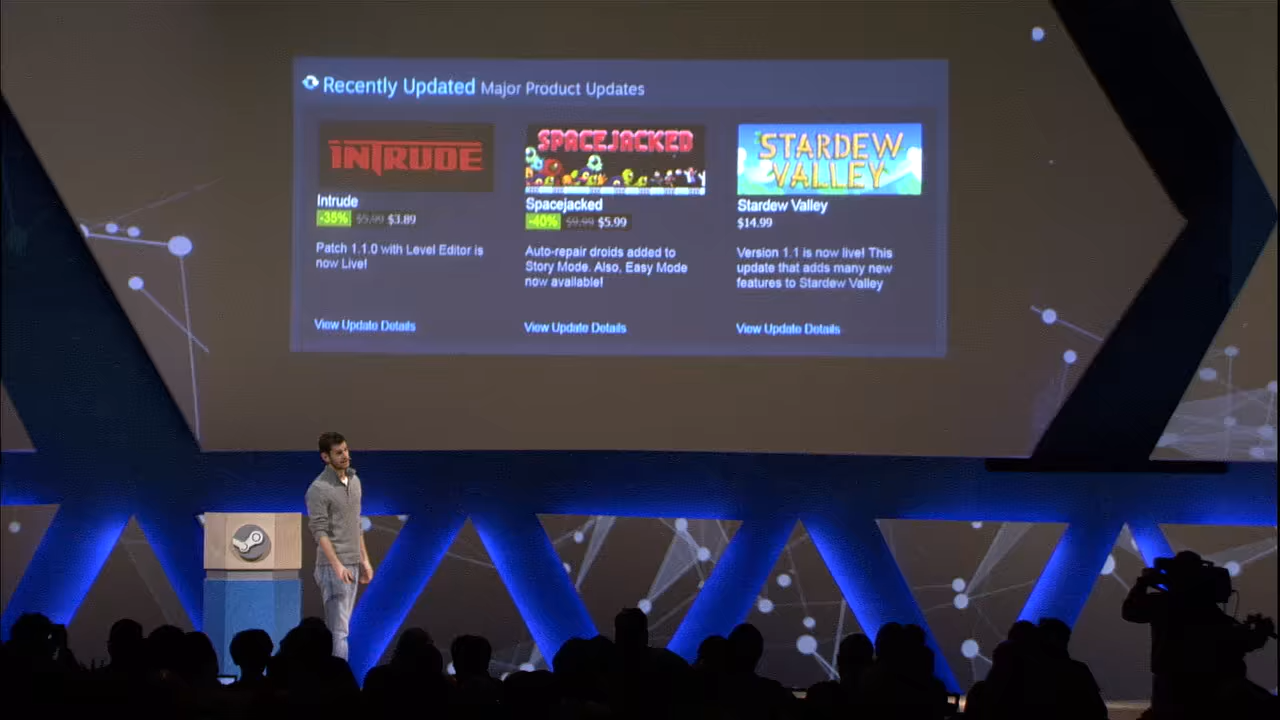 Recently Updated Major Product Updates
INTRUDE
SPACEJACKED
STARDEW
VALLEY
Intrude
-35% $5.99 $3.89
Patch 1.1.0 with Level Editor is
now Live!
View Update Details
Spacejacked
-40% $9.99 $5.99
Auto-repair droids added to
Story Mode. Also, Easy Mode
now available!
View Update Details
Stardew Valley
$14.99
Version 1.1 is now live! This
update that adds many new
features to Stardew Valley
View Update Details